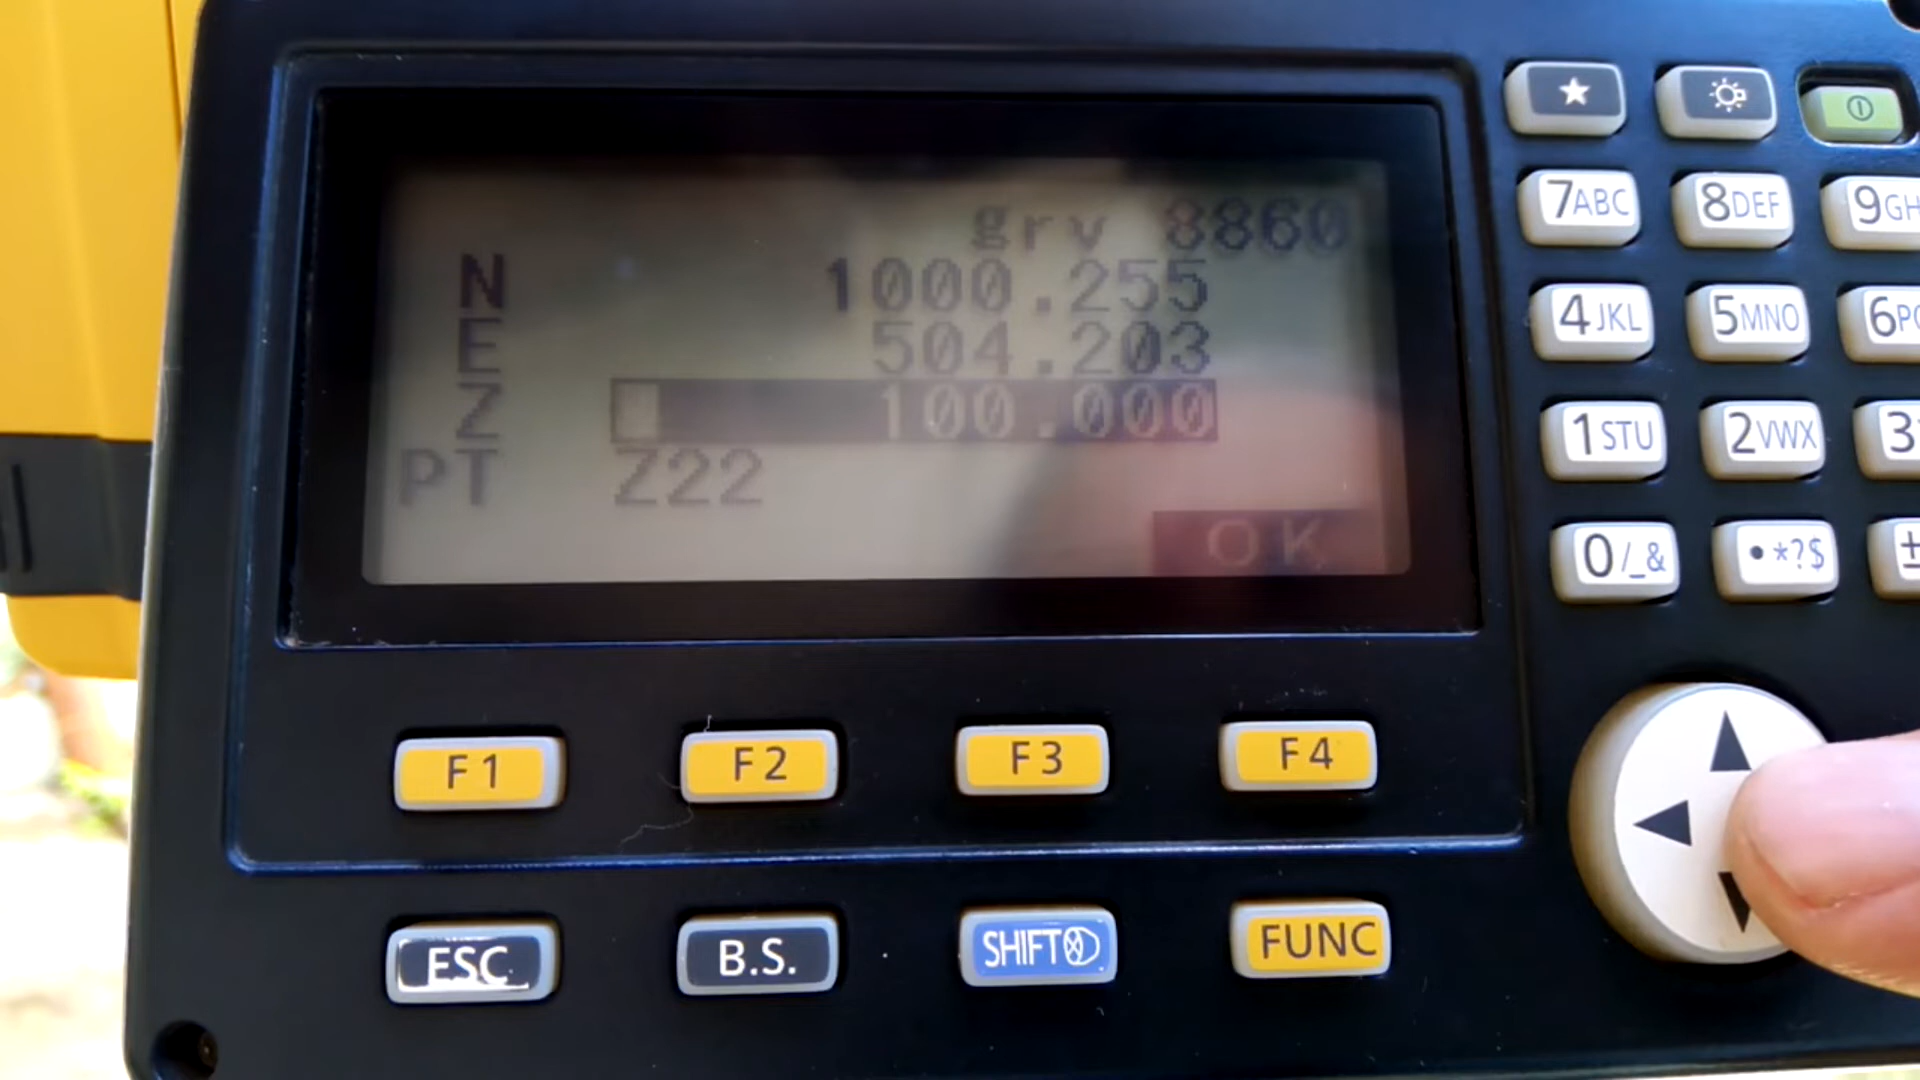 grv 8860
N 1000.255
E 504.203
Z 100.000
PT Z22
OK
★
7ABC 8DEF 9GH
4JKL 5MNO 6PQ
1STU 2VWX 3
0/_& •*?$ ±
F1 F2 F3 F4
ESC B.S. SHIFT FUNC